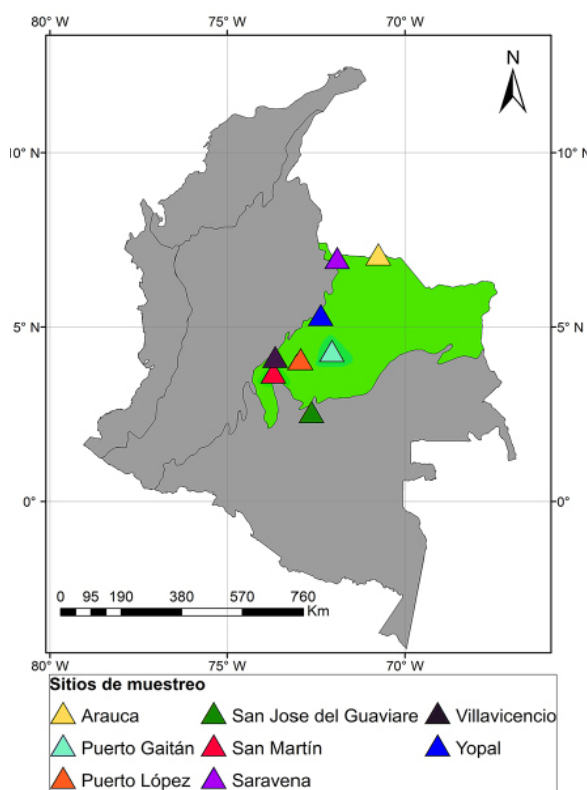 80° W 75° W 70° W
N
10° N 10° N
5° N 5° N
0° 0°
0 95 190 380 570 760
Km
80° W 75° W 70° W
Sitios de muestreo
Arauca San Jose del Guaviare Villavicencio
Puerto Gaitán San Martín Yopal
Puerto López Saravena